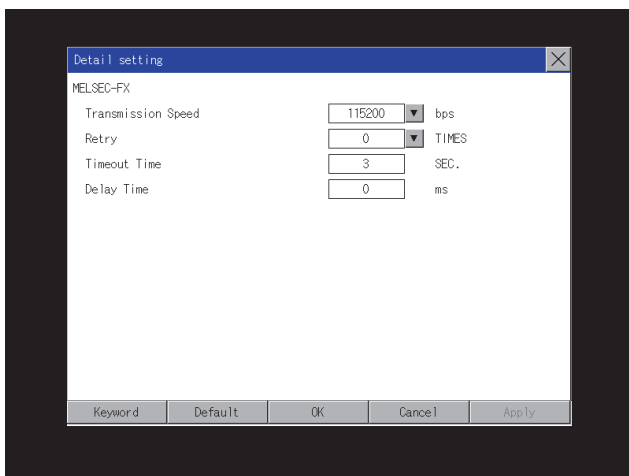 Detail setting
MELSEC-FX
Transmission Speed 115200 bps
Retry 0 TIMES
Timeout Time 3 SEC.
Delay Time 0 ms
Keyword Default OK Cancel Apply